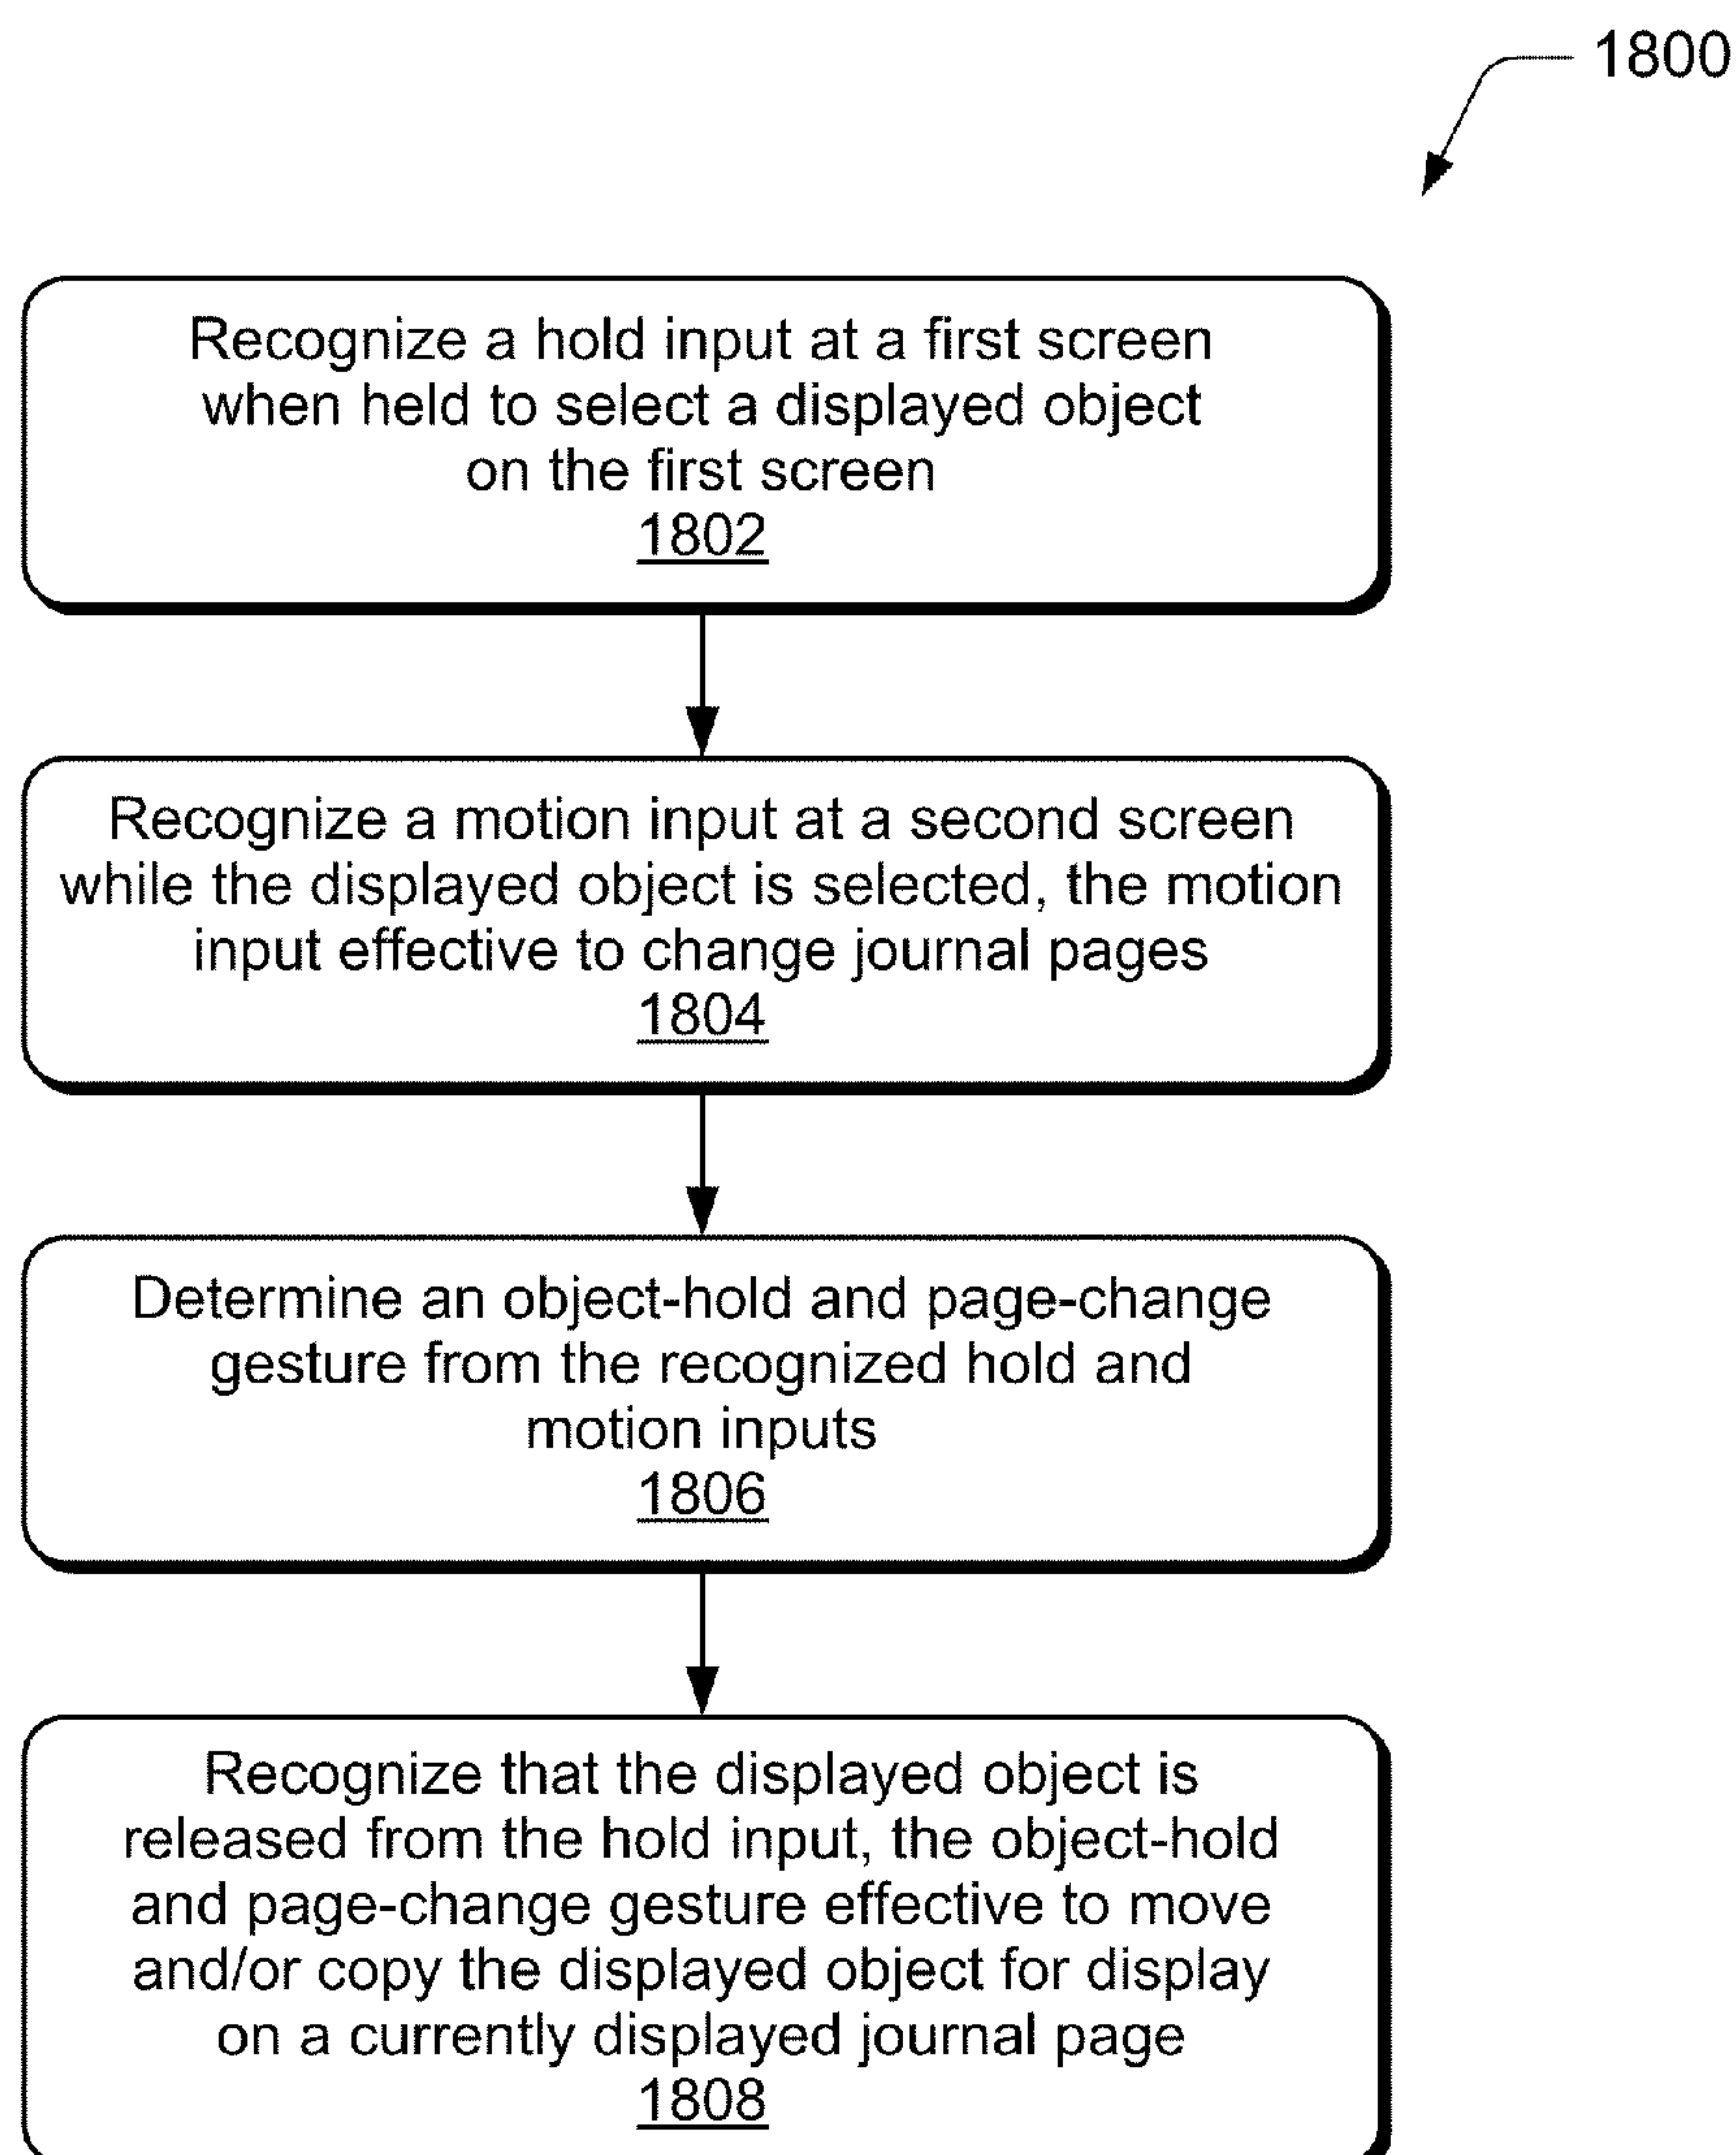 1800
Recognize a hold input at a first screen
when held to select a displayed object
on the first screen
1802
Recognize a motion input at a second screen
while the displayed object is selected, the motion
input effective to change journal pages
1804
Determine an object-hold and page-change
gesture from the recognized hold and
motion inputs
1806
Recognize that the displayed object is
released from the hold input, the object-hold
and page-change gesture effective to move
and/or copy the displayed object for display
on a currently displayed journal page
1808